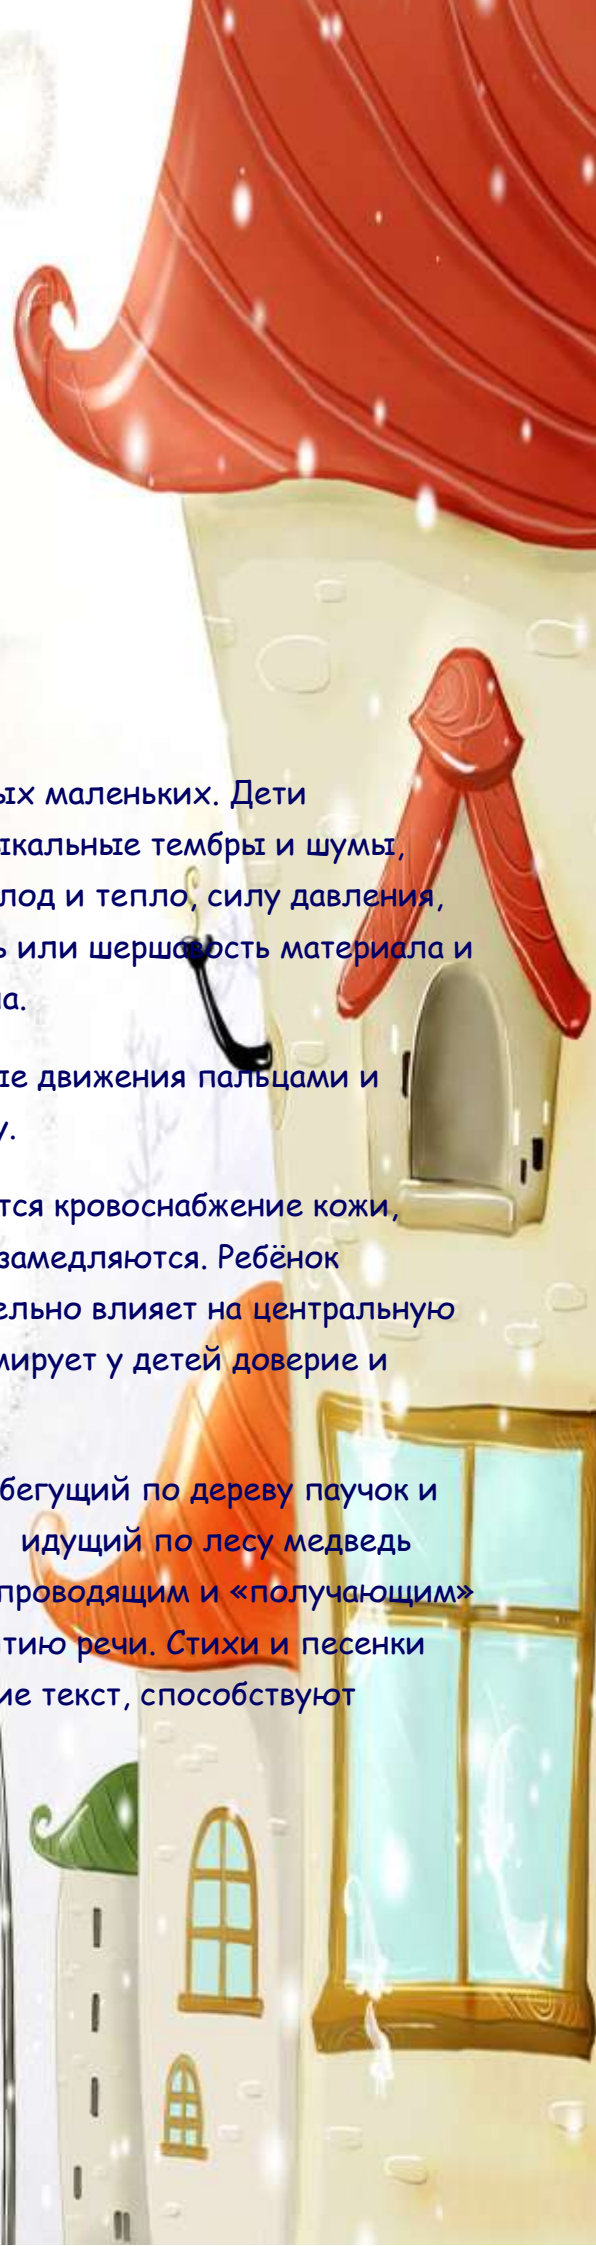 ых маленьких. Дети
ыкальные тембры и шумы,
лод и тепло, силу давления,
ь или шершавость материала и
а.
ые движения пальцами и
у.
тся кровоснабжение кожи,
замедляются. Ребёнок
ельно влияет на центральную
мирует у детей доверие и
бегущий по дереву паучок и
идущий по лесу медведь
проводящим и «получающим»
тию речи. Стихи и песенки
ие текст, способствуют